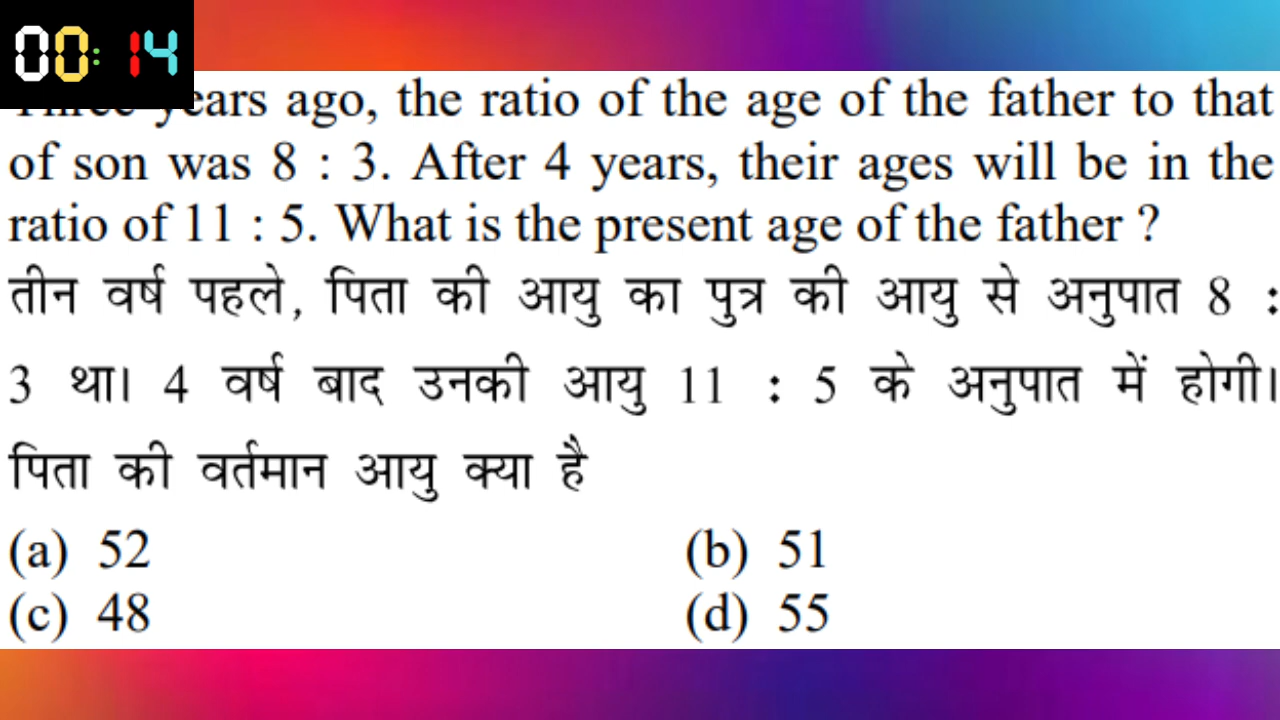 00:14
Three years ago, the ratio of the age of the father to that
of son was 8 : 3. After 4 years, their ages will be in the
ratio of 11 : 5. What is the present age of the father ?
तीन वर्ष पहले, पिता की आयु का पुत्र की आयु से अनुपात 8 :
3 था। 4 वर्ष बाद उनकी आयु 11 : 5 के अनुपात में होगी।
पिता की वर्तमान आयु क्या है
(a) 52 (b) 51
(c) 48 (d) 55